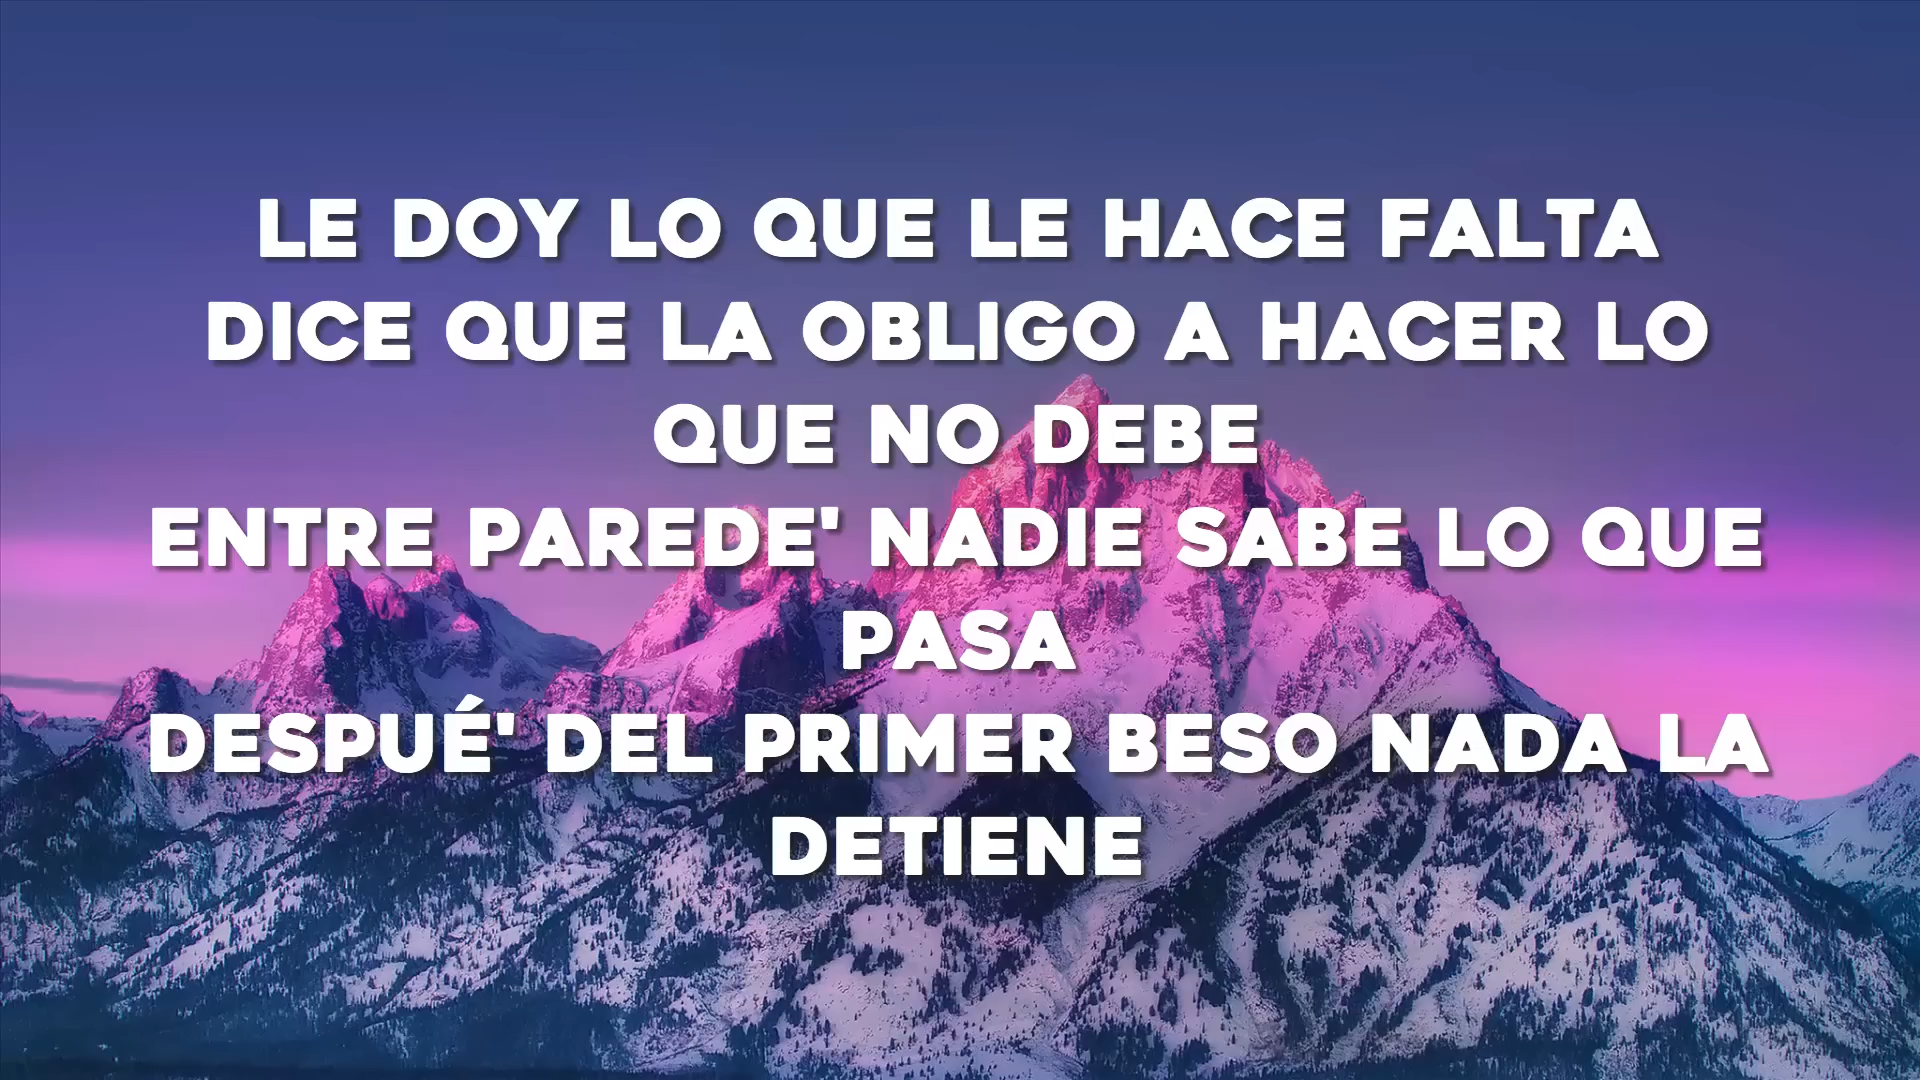 LE DOY LO QUE LE HACE FALTA
DICE QUE LA OBLIGO A HACER LO
QUE NO DEBE
ENTRE PAREDE' NADIE SABE LO QUE
PASA
DESPUÉ' DEL PRIMER BESO NADA LA
DETIENE